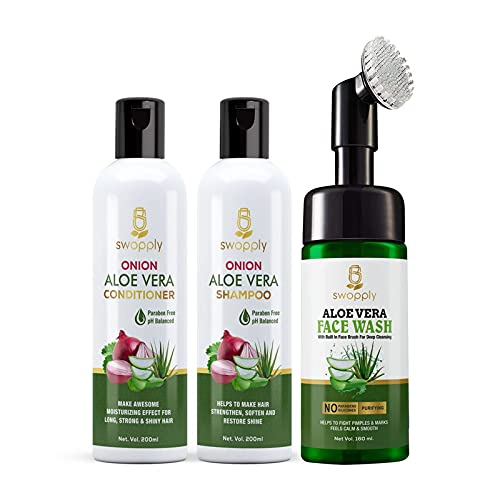 swopply
ONION
ALOE VERA
CONDITIONER
Paraben Free
pH Balanced
MAKE AWESOME
MOISTURIZING EFFECT FOR
LONG, STRONG & SHINY HAIR
Net. Vol. 200ml
swopply
ONION
ALOE VERA
SHAMPOO
Paraben Free
pH Balanced
HELPS TO MAKE HAIR
STRENGTHEN, SOFTEN AND
RESTORE SHINE
Net. Vol. 200ml
swopply
ALOE VERA
FACE WASH
With Built In Face Brush For Deep Cleansing
NO PARABENS SILICONES PURIFYING
HELPS TO FIGHT PIMPLES & MARKS
FEELS CALM & SMOOTH
Net Vol. 160 ml.